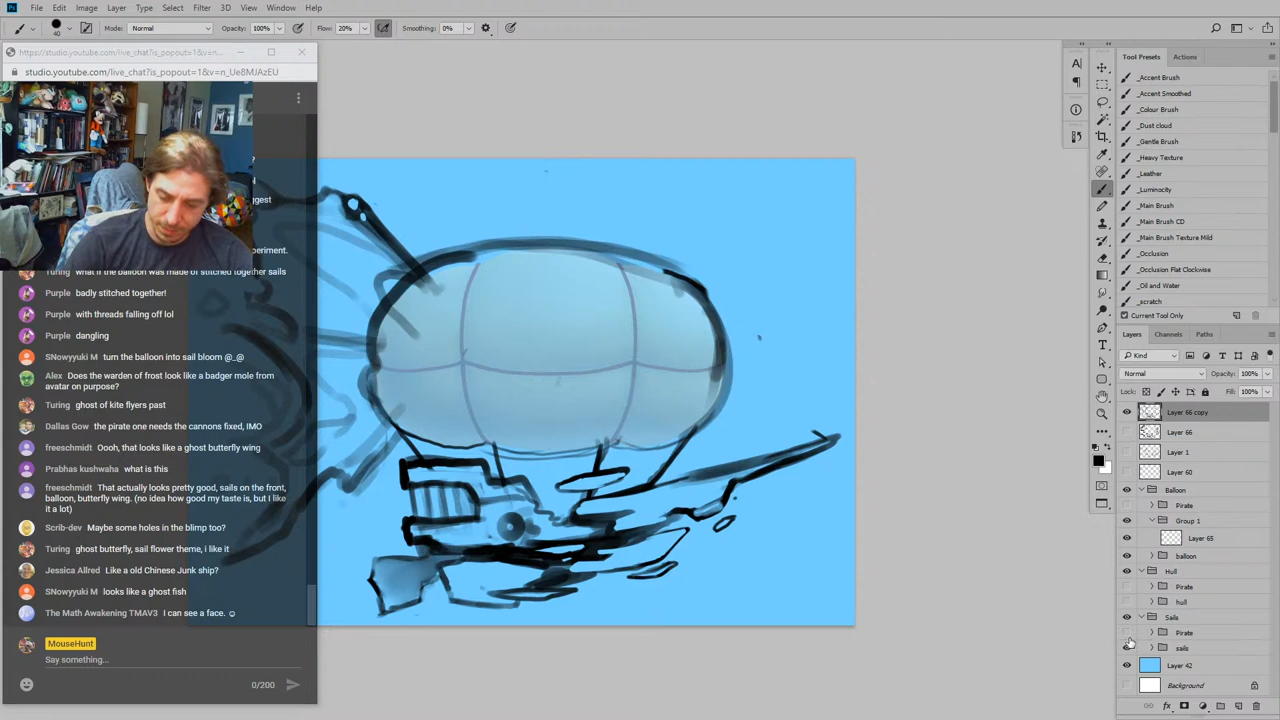 File Edit Image Layer Type Select Filter 3D View Window Help
Mode: Normal Opacity: 100% Flow: 20% Smoothing: 0%
40
https://studio.youtube.com/live_chat?is_popout=1&v=n_...
studio.youtube.com/live_chat?is_popout=1&v=n_Ue8MJAzEU
Turing what if the balloon was made of stitched together sails
Purple badly stitched together!
Purple with threads falling off lol
Purple dangling
SNowyyuki M turn the balloon into sail bloom @_@
Alex Does the warden of frost look like a badger mole from
avatar on purpose?
Turing ghost of kite flyers past
Dallas Gow the pirate one needs the cannons fixed, IMO
freeschmidt Oooh, that looks like a ghost butterfly wing
Prabhas kushwaha what is this
freeschmidt That actually looks pretty good, sails on the front,
balloon, butterfly wing. (no idea how good my taste is, but I like
it a lot)
Scrib-dev Maybe some holes in the blimp too?
Turing ghost butterfly, sail flower theme, i like it
Jessica Allred Like a old Chinese Junk ship?
SNowyyuki M looks like a ghost fish
The Math Awakening TMAV3 I can see a face. ☺
MouseHunt
Say something...
0/200
Tool Presets Actions
_Accent Brush
_Accent Smoothed
_Colour Brush
_Dust cloud
_Gentle Brush
_Heavy Texture
_Leather
_Luminocity
_Main Brush
_Main Brush CD
_Main Brush Texture Mild
_Occlusion
_Occlusion Flat Clockwise
_Oil and Water
_scratch
Current Tool Only
Layers Channels Paths
Kind
Normal Opacity: 100%
Lock: Fill: 100%
Layer 66 copy
Layer 66
Layer 1
Layer 60
Balloon
Pirate
Group 1
Layer 65
balloon
Hull
Pirate
hull
Sails
Pirate
sails
Layer 42
Background